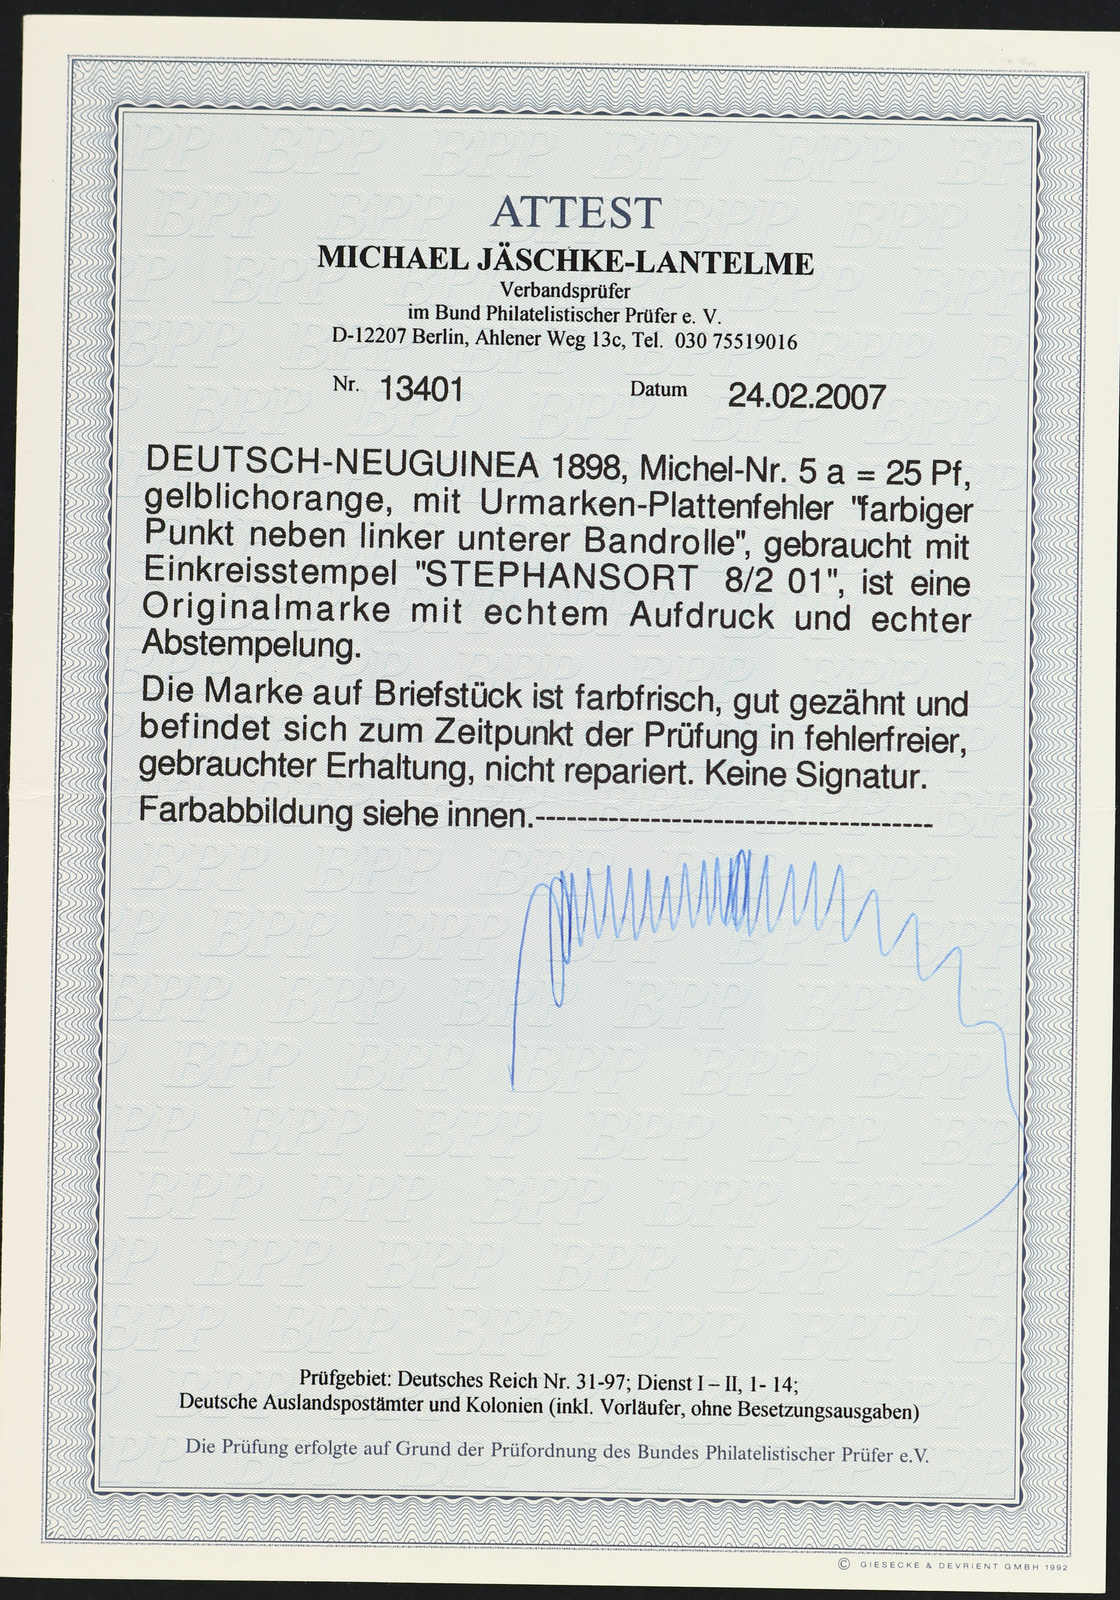 ATTEST
MICHAEL JÄSCHKE-LANTELME
Verbandsprüfer
im Bund Philatelistischer Prüfer e. V.
D-12207 Berlin, Ahlener Weg 13c, Tel. 030 75519016
Nr. 13401 Datum 24.02.2007
DEUTSCH-NEUGUINEA 1898, Michel-Nr. 5 a = 25 Pf,
gelblichorange, mit Urmarken-Plattenfehler "farbiger
Punkt neben linker unterer Bandrolle", gebraucht mit
Einkreisstempel "STEPHANSORT 8/2 01", ist eine
Originalmarke mit echtem Aufdruck und echter
Abstempelung.
Die Marke auf Briefstück ist farbfrisch, gut gezähnt und
befindet sich zum Zeitpunkt der Prüfung in fehlerfreier,
gebrauchter Erhaltung, nicht repariert. Keine Signatur.
Farbabbildung siehe innen.--------------------------------------
Prüfgebiet: Deutsches Reich Nr. 31-97; Dienst I – II, 1- 14;
Deutsche Auslandspostämter und Kolonien (inkl. Vorläufer, ohne Besetzungsausgaben)
Die Prüfung erfolgte auf Grund der Prüfordnung des Bundes Philatelistischer Prüfer e.V.
© GIESECKE & DEVRIENT GMBH 1992